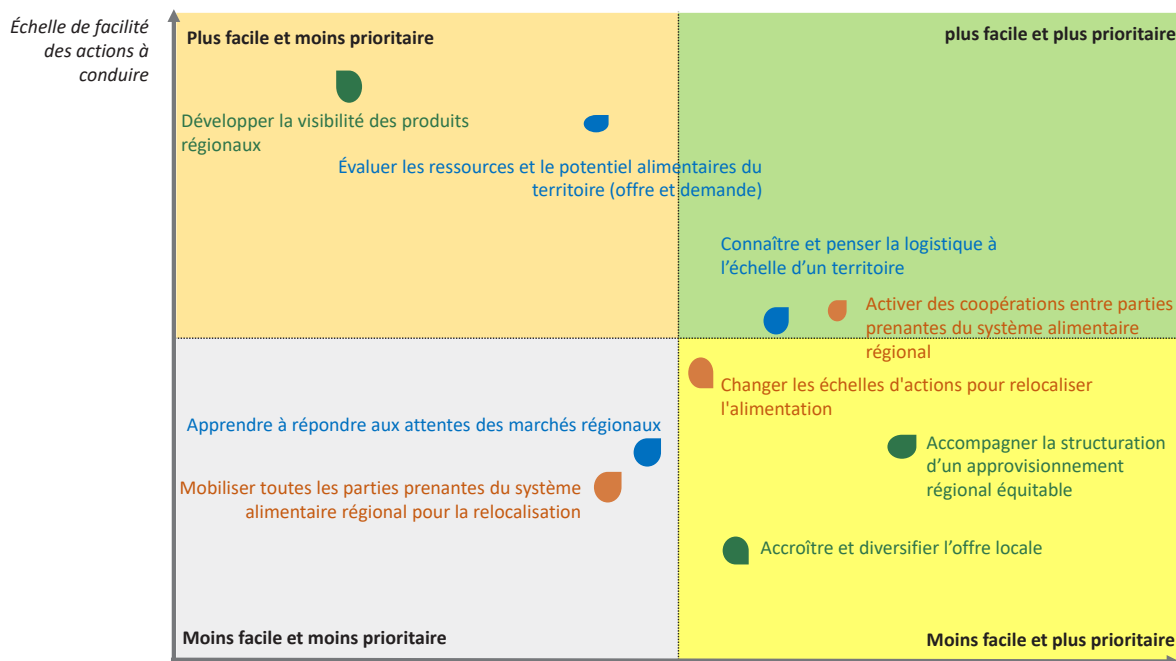 Échelle de facilité
des actions à
conduire
Plus facile et moins prioritaire
plus facile et plus prioritaire
Développer la visibilité des produits
régionaux
Évaluer les ressources et le potentiel alimentaires du
territoire (offre et demande)
Connaître et penser la logistique à
l’échelle d’un territoire
Activer des coopérations entre parties
prenantes du système alimentaire
régional
Changer les échelles d'actions pour relocaliser
l'alimentation
Apprendre à répondre aux attentes des marchés régionaux
Accompagner la structuration
d’un approvisionnement
régional équitable
Mobiliser toutes les parties prenantes du système
alimentaire régional pour la relocalisation
Accroître et diversifier l’offre locale
Moins facile et moins prioritaire
Moins facile et plus prioritaire